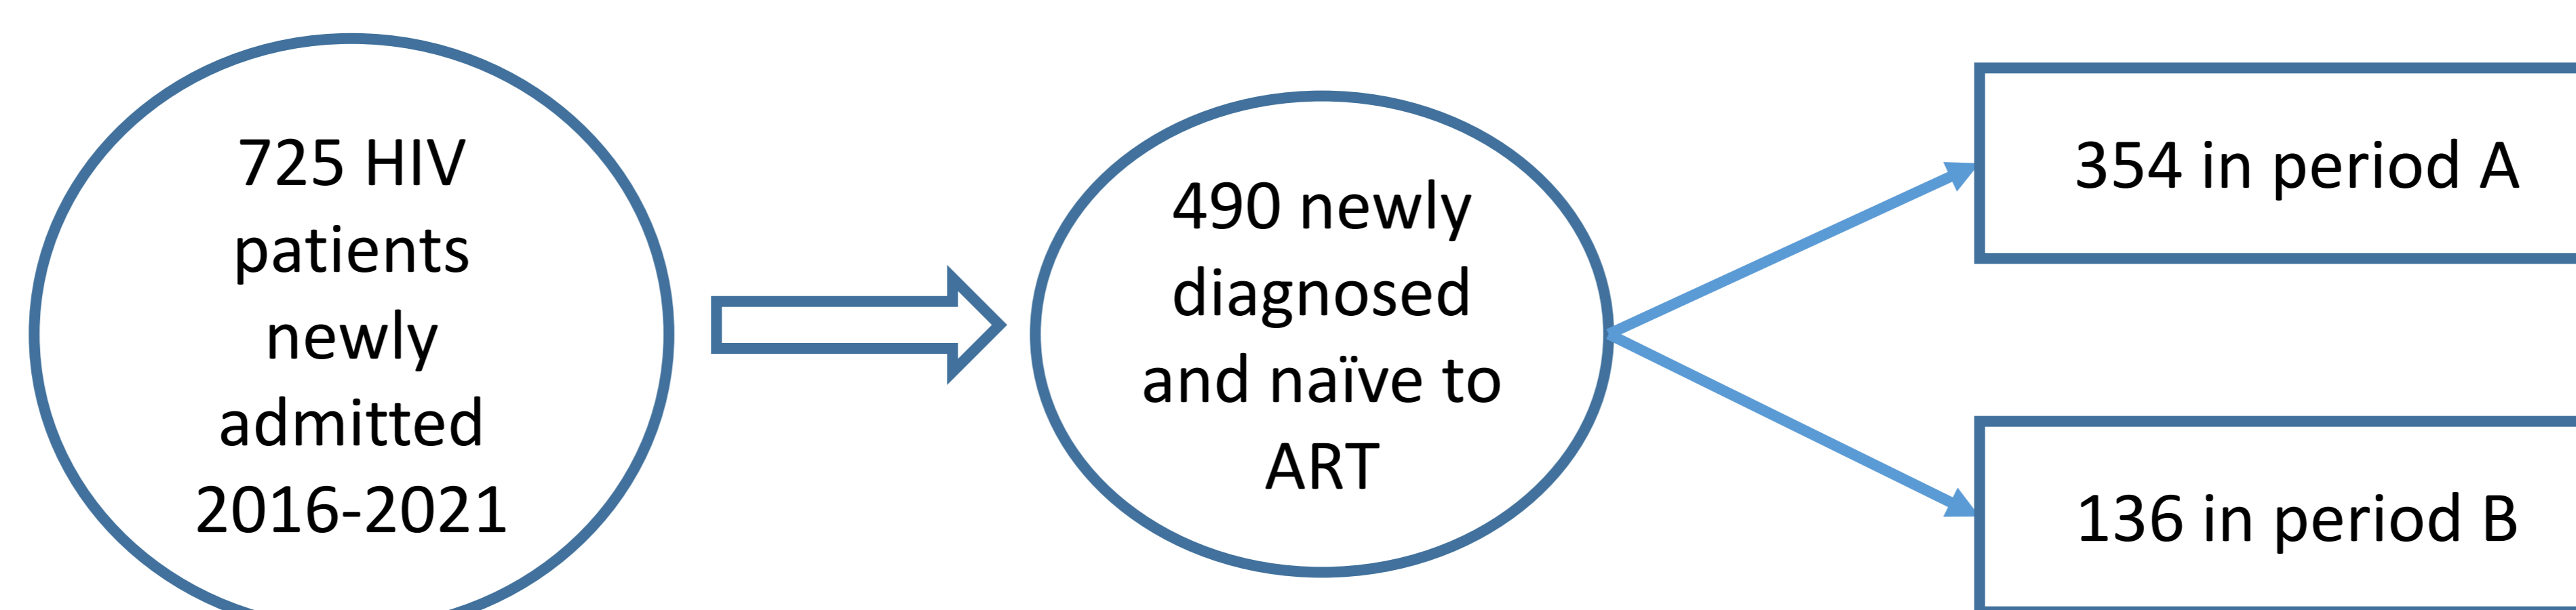 725 HIV
patients
newly
admitted
2016-2021
490 newly
diagnosed
and naïve to
ART
354 in period A
136 in period B